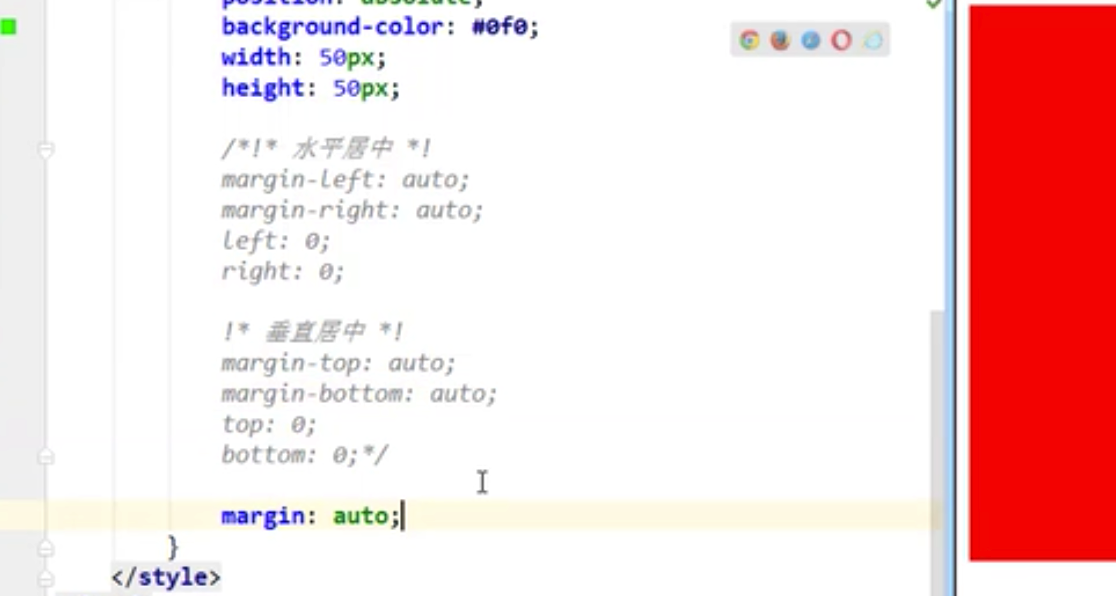 position: absolute;
background-color: #0f0;
width: 50px;
height: 50px;
/*!* 水平居中 *!
margin-left: auto;
margin-right: auto;
left: 0;
right: 0;
!* 垂直居中 *!
margin-top: auto;
margin-bottom: auto;
top: 0;
bottom: 0;*/
margin: auto;
}
</style>